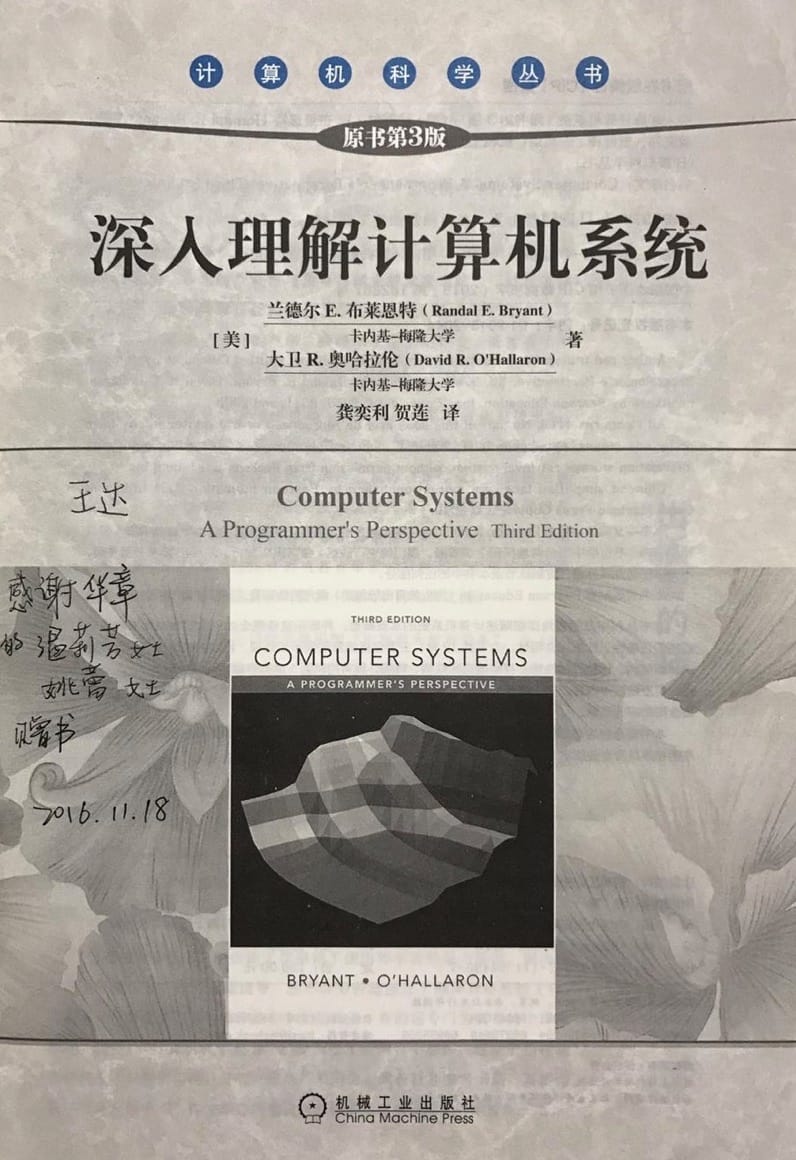 计算机科学丛书
原书第3版
深入理解计算机系统
兰德尔 E. 布莱恩特（Randal E. Bryant）
卡内基-梅隆大学
[美] 著
大卫 R. 奥哈拉伦（David R. O'Hallaron）
卡内基-梅隆大学
龚奕利 贺莲 译
王达
Computer Systems
A Programmer's Perspective Third Edition
感谢华章
的温莉芳女士
姚蕾女士
赠书
2016.11.18
THIRD EDITION
COMPUTER SYSTEMS
A PROGRAMMER'S PERSPECTIVE
BRYANT • O'HALLARON
机械工业出版社
China Machine Press